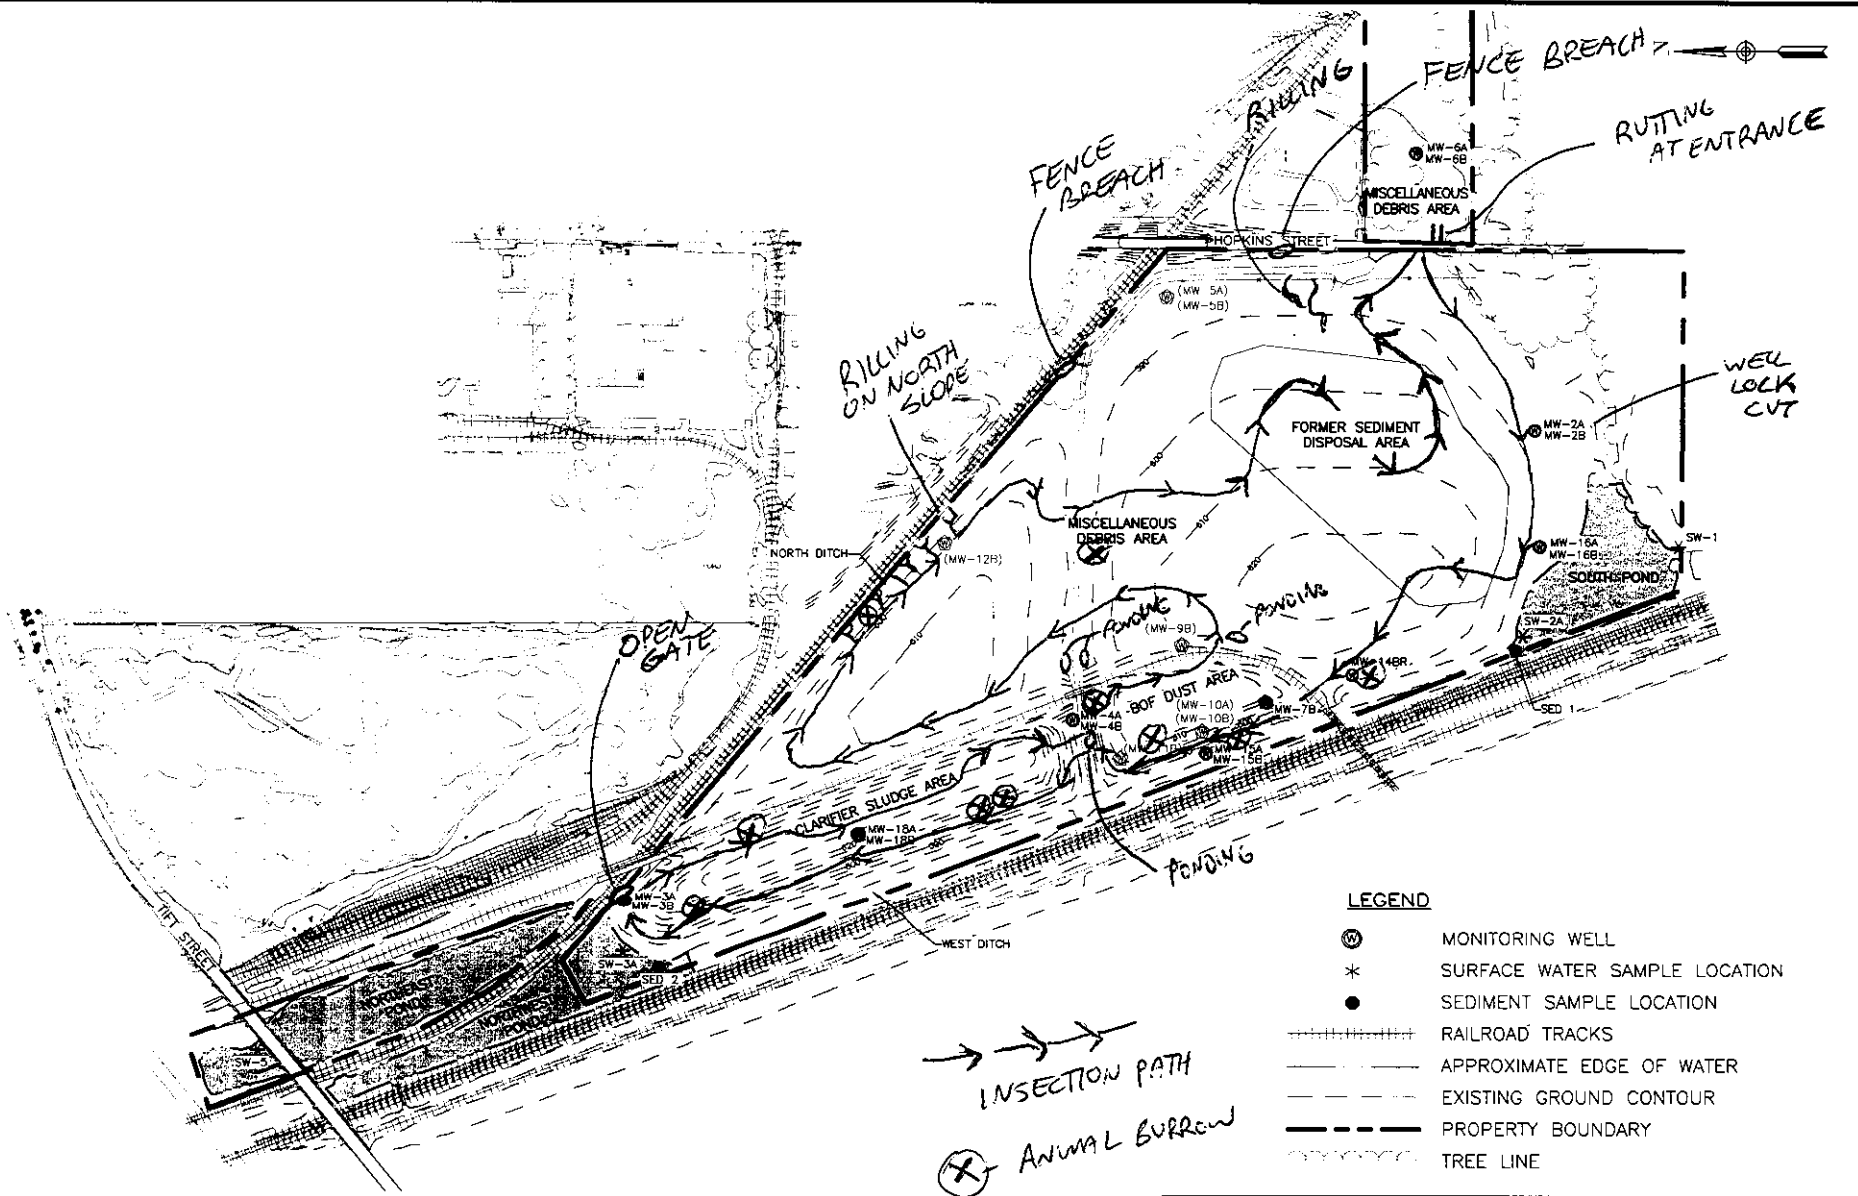 FENCE BREACH
RILLING
RUTTING
AT ENTRANCE
FENCE
BREACH
MW-6A
MW-6B
MISCELLANEOUS
DEBRIS AREA
HOPKINS STREET
(MW-5A)
(MW-5B)
RILLING
ON NORTH
SLOPE
WELL
LOCK
CUT
FORMER SEDIMENT
DISPOSAL AREA
MW-2A
MW-2B
590
600
610
MISCELLANEOUS
DEBRIS AREA
NORTH DITCH
(MW-12B)
MW-16A
MW-16B
SW-1
SOUTH POND
620
PONDING
PONDING
(MW-9B)
OPEN
GATE
610
SW-2A
MW-14BR
BOF DUST AREA
(MW-10A)
(MW-10B)
MW-7B
SED 1
MW-4A
MW-4B
610
MW-15A
MW-15B
CLARIFIER SLUDGE AREA
MW-18A
MW-18B
PONDING
MW-3A
MW-3B
WEST DITCH
TIFT STREET
SW-3A
SED 2
NORTHEAST
POND
NORTHWEST
POND
SW-5
INSECTION PATH
ANIMAL BURROW
LEGEND
MONITORING WELL
SURFACE WATER SAMPLE LOCATION
SEDIMENT SAMPLE LOCATION
RAILROAD TRACKS
APPROXIMATE EDGE OF WATER
EXISTING GROUND CONTOUR
PROPERTY BOUNDARY
TREE LINE